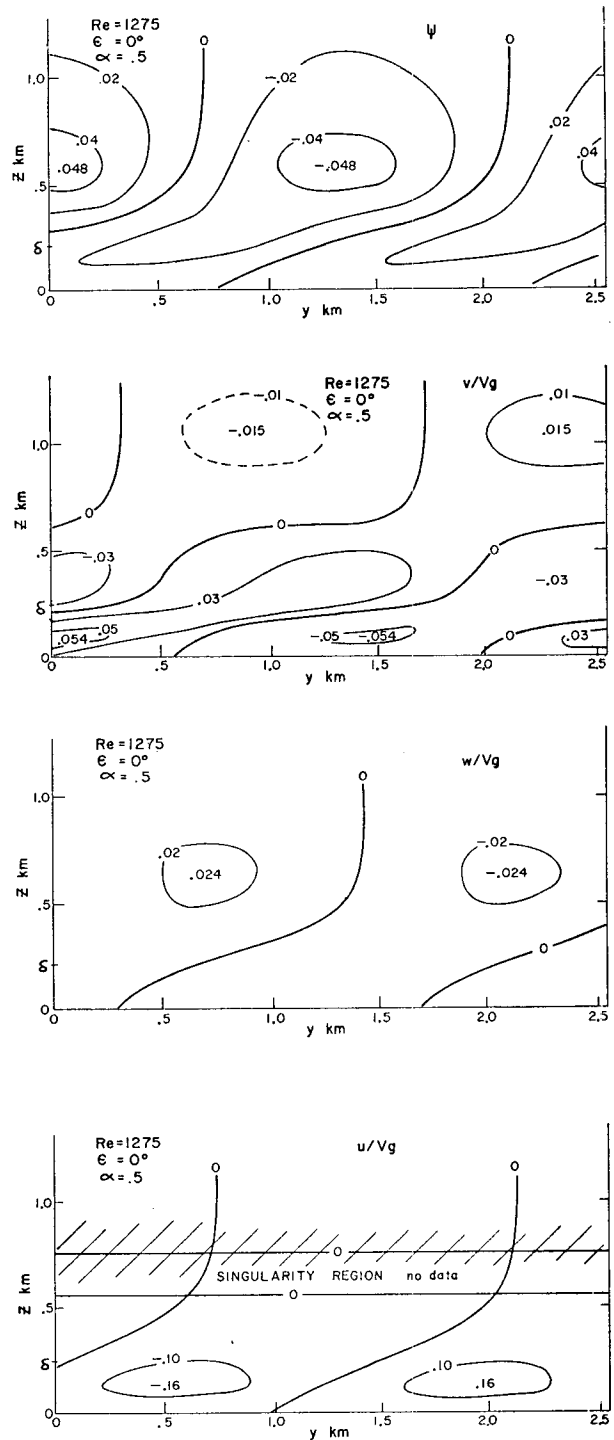 Re=1275
ψ
ε = 0°
α = .5
0
0
1.0
.02
-.02
.02
.04
-.04
.04
.048
-.048
z km
.5
δ
0
0
.5
1.0
1.5
2.0
2.5
y km
Re=1275
v/Vg
ε = 0°
α = .5
-.01
.01
1.0
-.015
.015
z km
0
0
0
.5
-.03
-.03
δ
.03
.05
.054
-.05
-.054
0
.03
0
0
.5
1.0
1.5
2.0
2.5
y km
Re=1275
w/Vg
ε = 0°
α = .5
0
1.0
.02
-.02
.024
-.024
z km
.5
δ
0
0
0
.5
1.0
1.5
2.0
2.5
y km
Re=1275
u/Vg
ε = 0°
α = .5
0
0
1.0
0
SINGULARITY REGION no data
z km
.5
0
δ
-.10
.10
-.16
.16
0
0
.5
1.0
1.5
2.0
2.5
y km